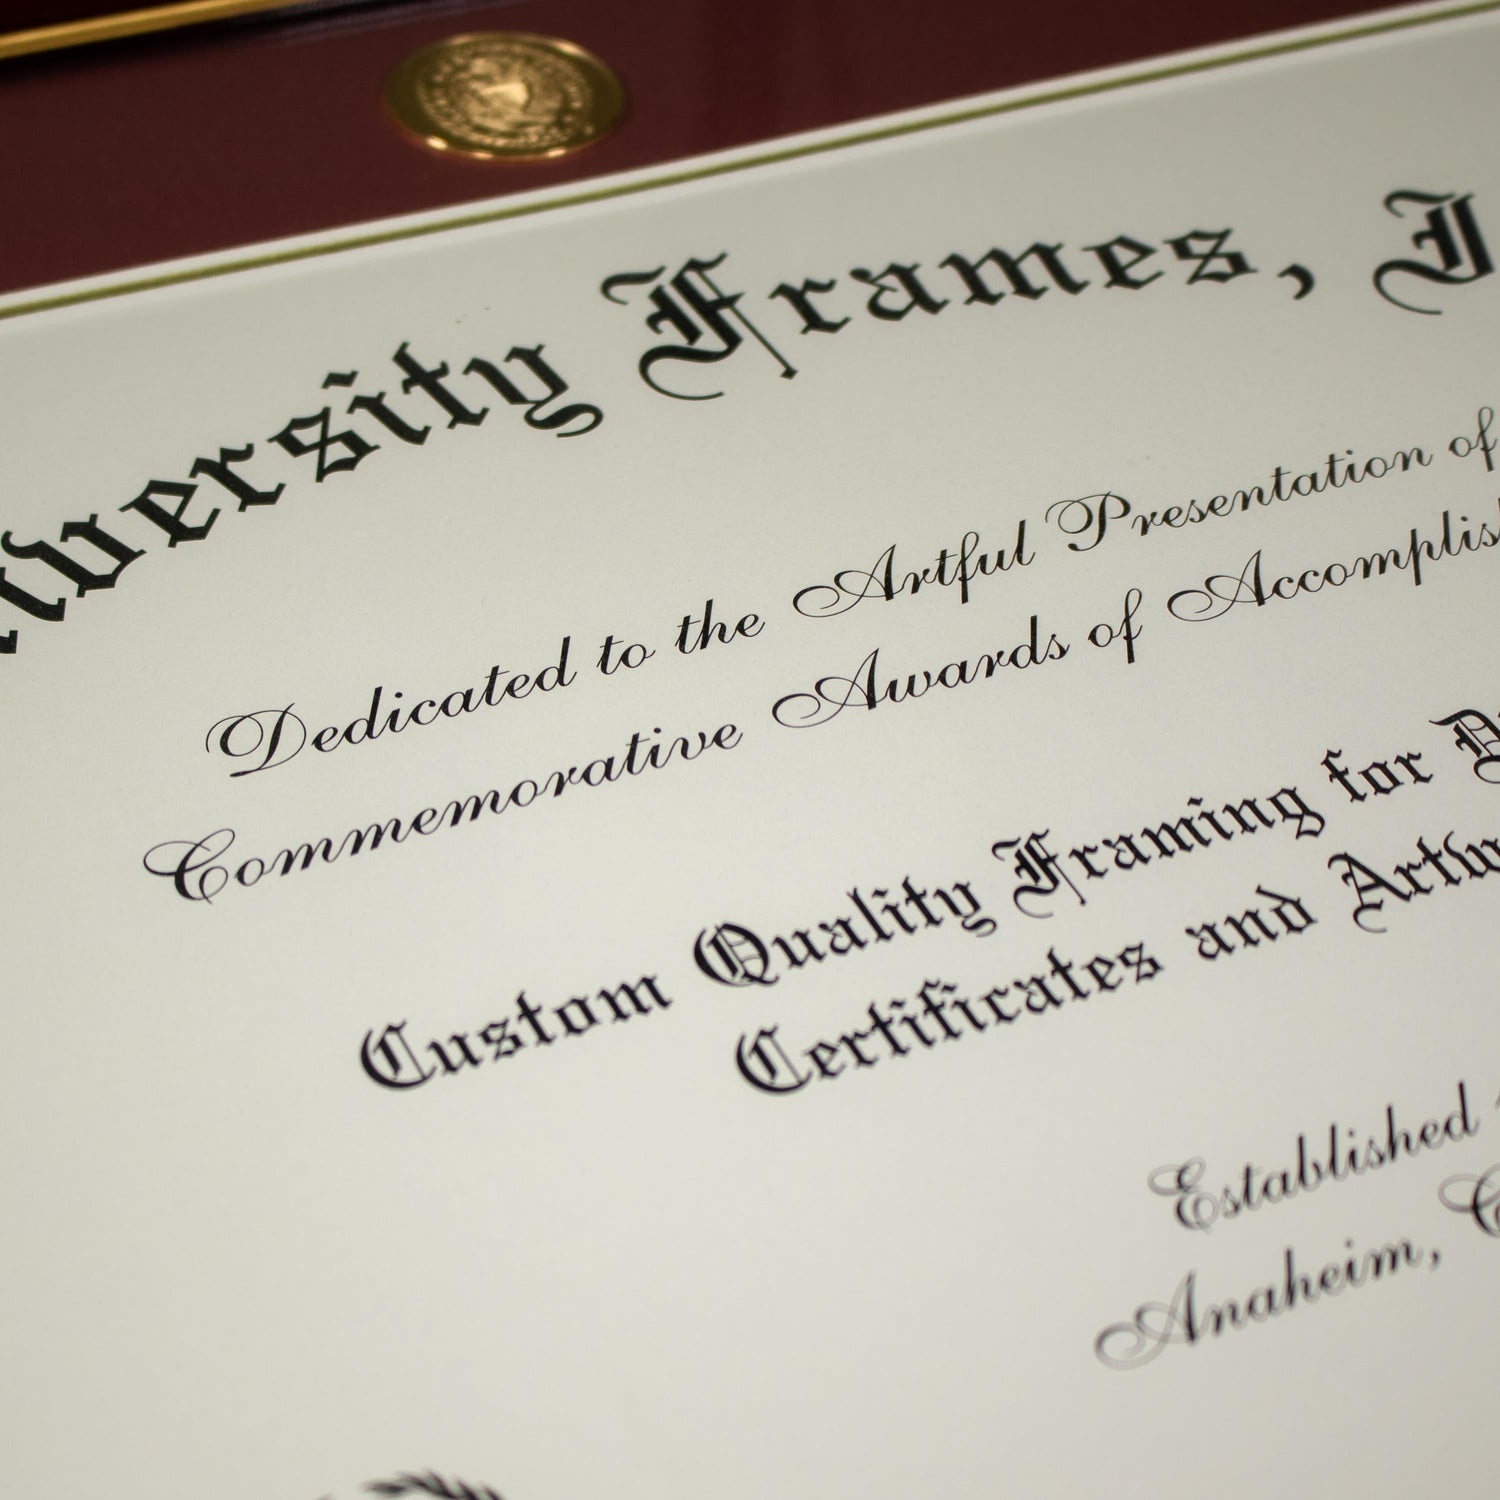 iversity Frames, I
Dedicated to the Artful Presentation of
Commemorative Awards of Accomplis
Custom Quality Framing for D
Certificates and Artw
Established
Anaheim, C